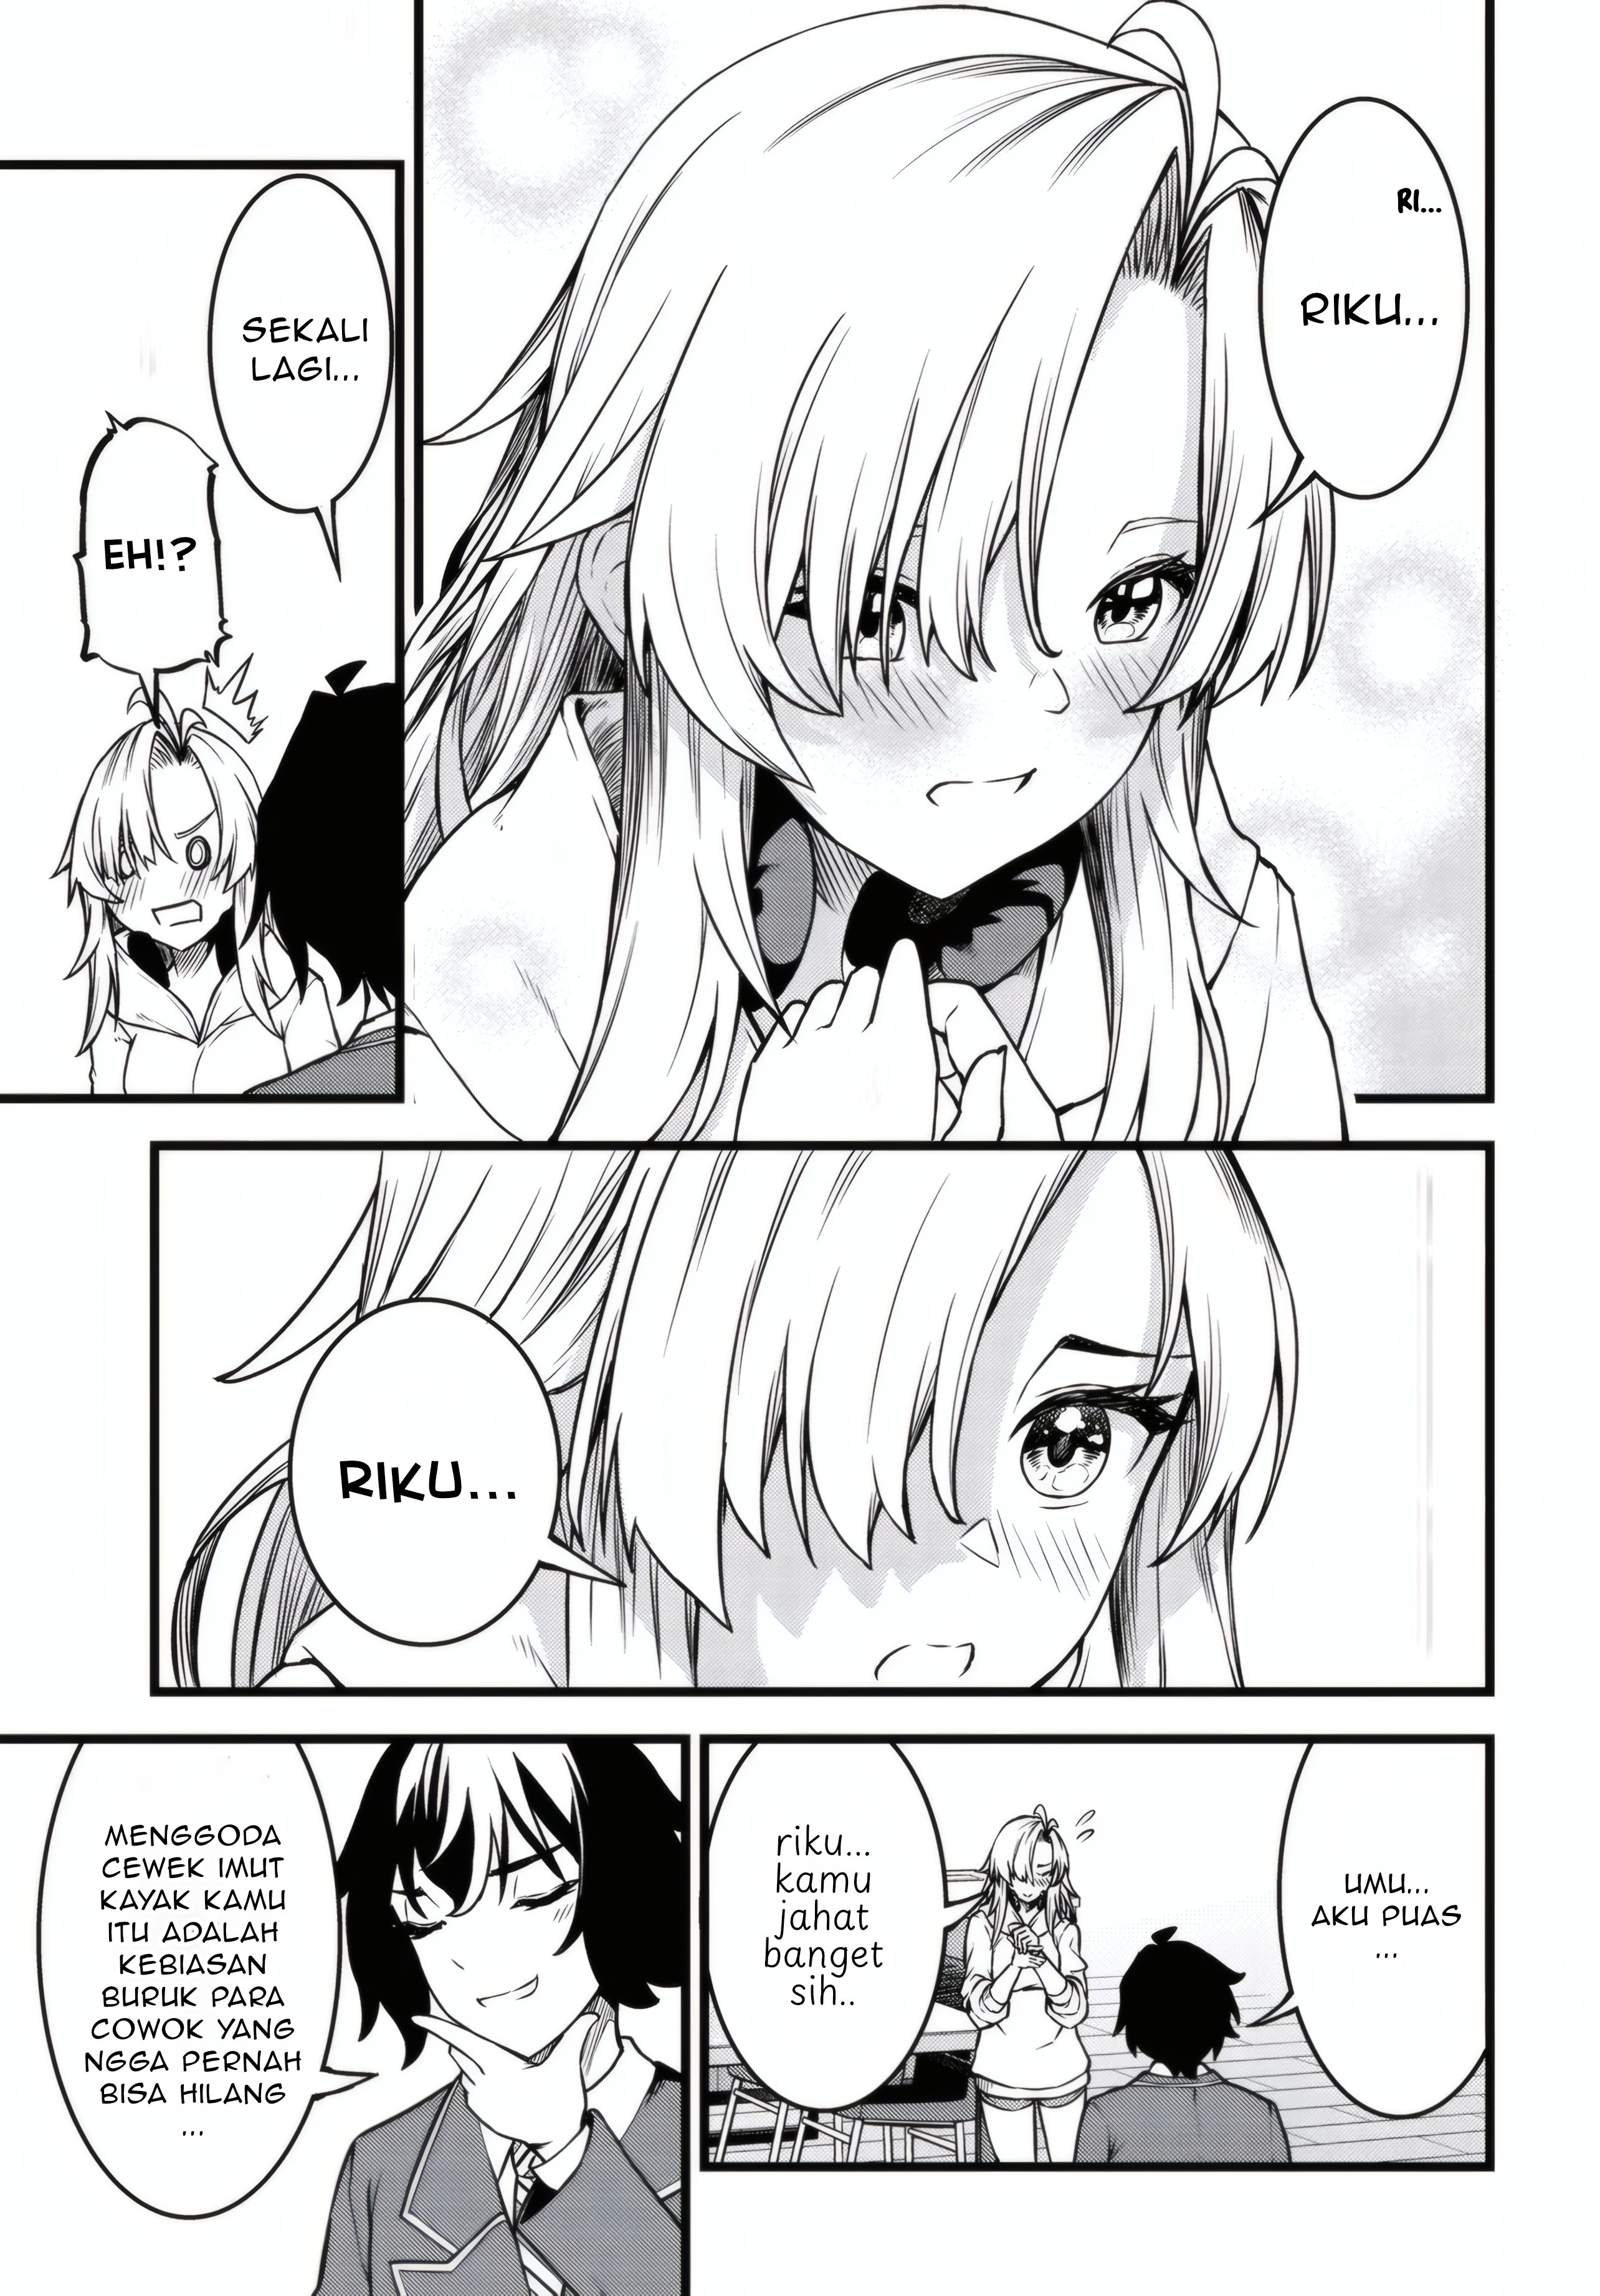 RI...
RIKU...
SEKALI
LAGI...
EH!?
RIKU...
UMU...
AKU PUAS
...
riku...
kamu
jahat
banget
sih..
MENGGODA
CEWEK IMUT
KAYAK KAMU
ITU ADALAH
KEBIASAN
BURUK PARA
COWOK YANG
NGGA PERNAH
BISA HILANG
...